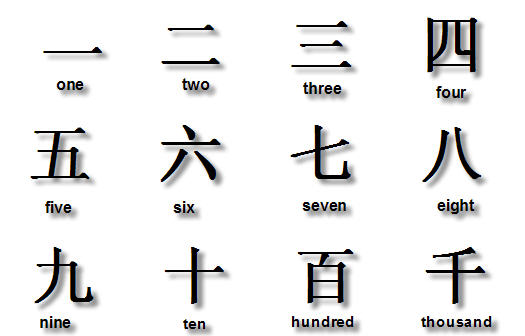 一 二 三 四
one two three four
五 六 七 八
five six seven eight
九 十 百 千
nine ten hundred thousand